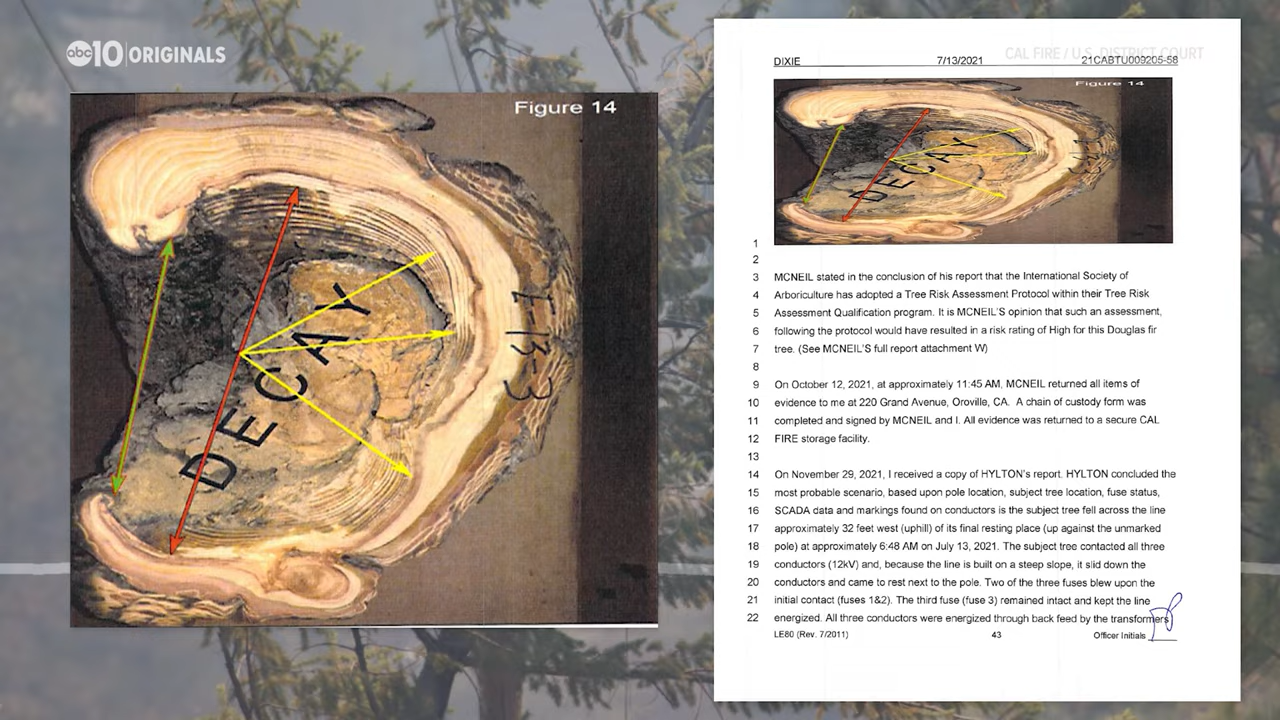 abc10 ORIGINALS
Figure 14
DECAY
E13-3
CAL FIRE / U.S. DISTRICT COURT
DIXIE 7/13/2021 21CABTU009205-58
Figure 14
DECAY
1
2
3 MCNEIL stated in the conclusion of his report that the International Society of
4 Arboriculture has adopted a Tree Risk Assessment Protocol within their Tree Risk
5 Assessment Qualification program. It is MCNEIL'S opinion that such an assessment,
6 following the protocol would have resulted in a risk rating of High for this Douglas fir
7 tree. (See MCNEIL'S full report attachment W)
8
9 On October 12, 2021, at approximately 11:45 AM, MCNEIL returned all items of
10 evidence to me at 220 Grand Avenue, Oroville, CA. A chain of custody form was
11 completed and signed by MCNEIL and I. All evidence was returned to a secure CAL
12 FIRE storage facility.
13
14 On November 29, 2021, I received a copy of HYLTON's report. HYLTON concluded the
15 most probable scenario, based upon pole location, subject tree location, fuse status,
16 SCADA data and markings found on conductors is the subject tree fell across the line
17 approximately 32 feet west (uphill) of its final resting place (up against the unmarked
18 pole) at approximately 6:48 AM on July 13, 2021. The subject tree contacted all three
19 conductors (12kV) and, because the line is built on a steep slope, it slid down the
20 conductors and came to rest next to the pole. Two of the three fuses blew upon the
21 initial contact (fuses 1&2). The third fuse (fuse 3) remained intact and kept the line
22 energized. All three conductors were energized through back feed by the transformers
LE80 (Rev. 7/2011) 43 Officer Initials